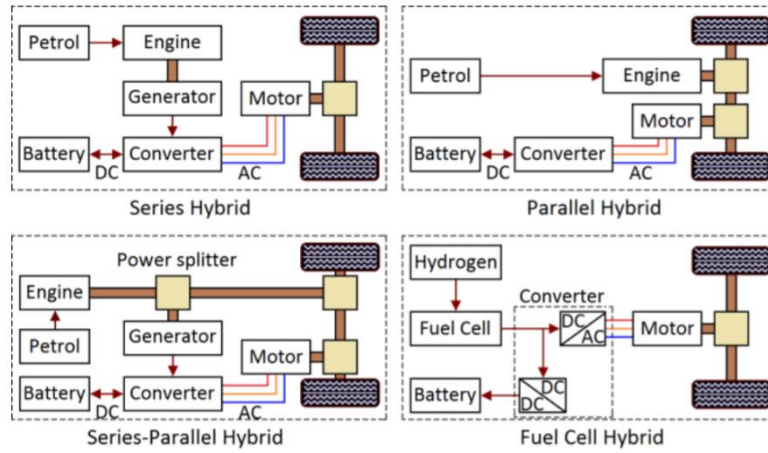 Petrol
Engine
Generator
Motor
Battery
Converter
DC
AC
Series Hybrid
Petrol
Engine
Motor
Battery
Converter
DC
AC
Parallel Hybrid
Power splitter
Engine
Petrol
Generator
Motor
Battery
Converter
DC
AC
Series-Parallel Hybrid
Hydrogen
Converter
Fuel Cell
DC
AC
Motor
Battery
DC
DC
Fuel Cell Hybrid